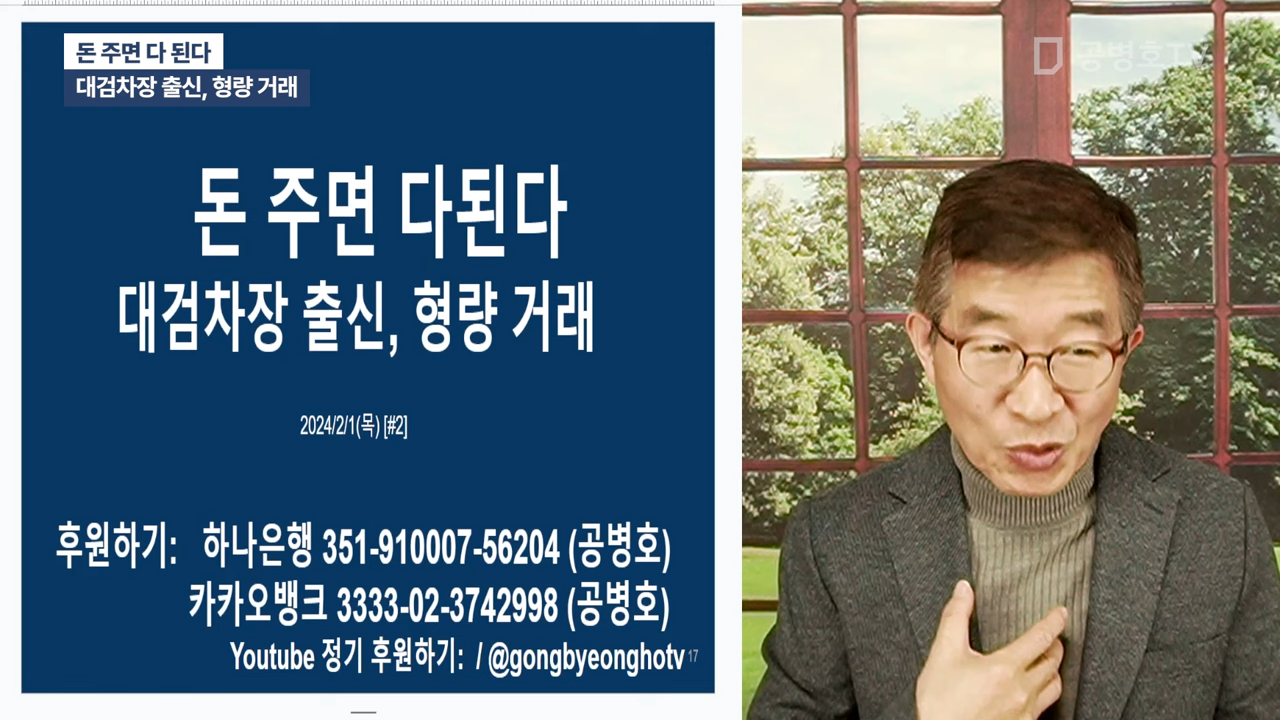 돈 주면 다 된다
대검차장 출신, 형량 거래
공병호TV
돈 주면 다된다
대검차장 출신, 형량 거래
2024/2/1(목) [#2]
후원하기: 하나은행 351-910007-56204 (공병호)
카카오뱅크 3333-02-3742998 (공병호)
Youtube 정기 후원하기: / @gongbyeonghotv
17